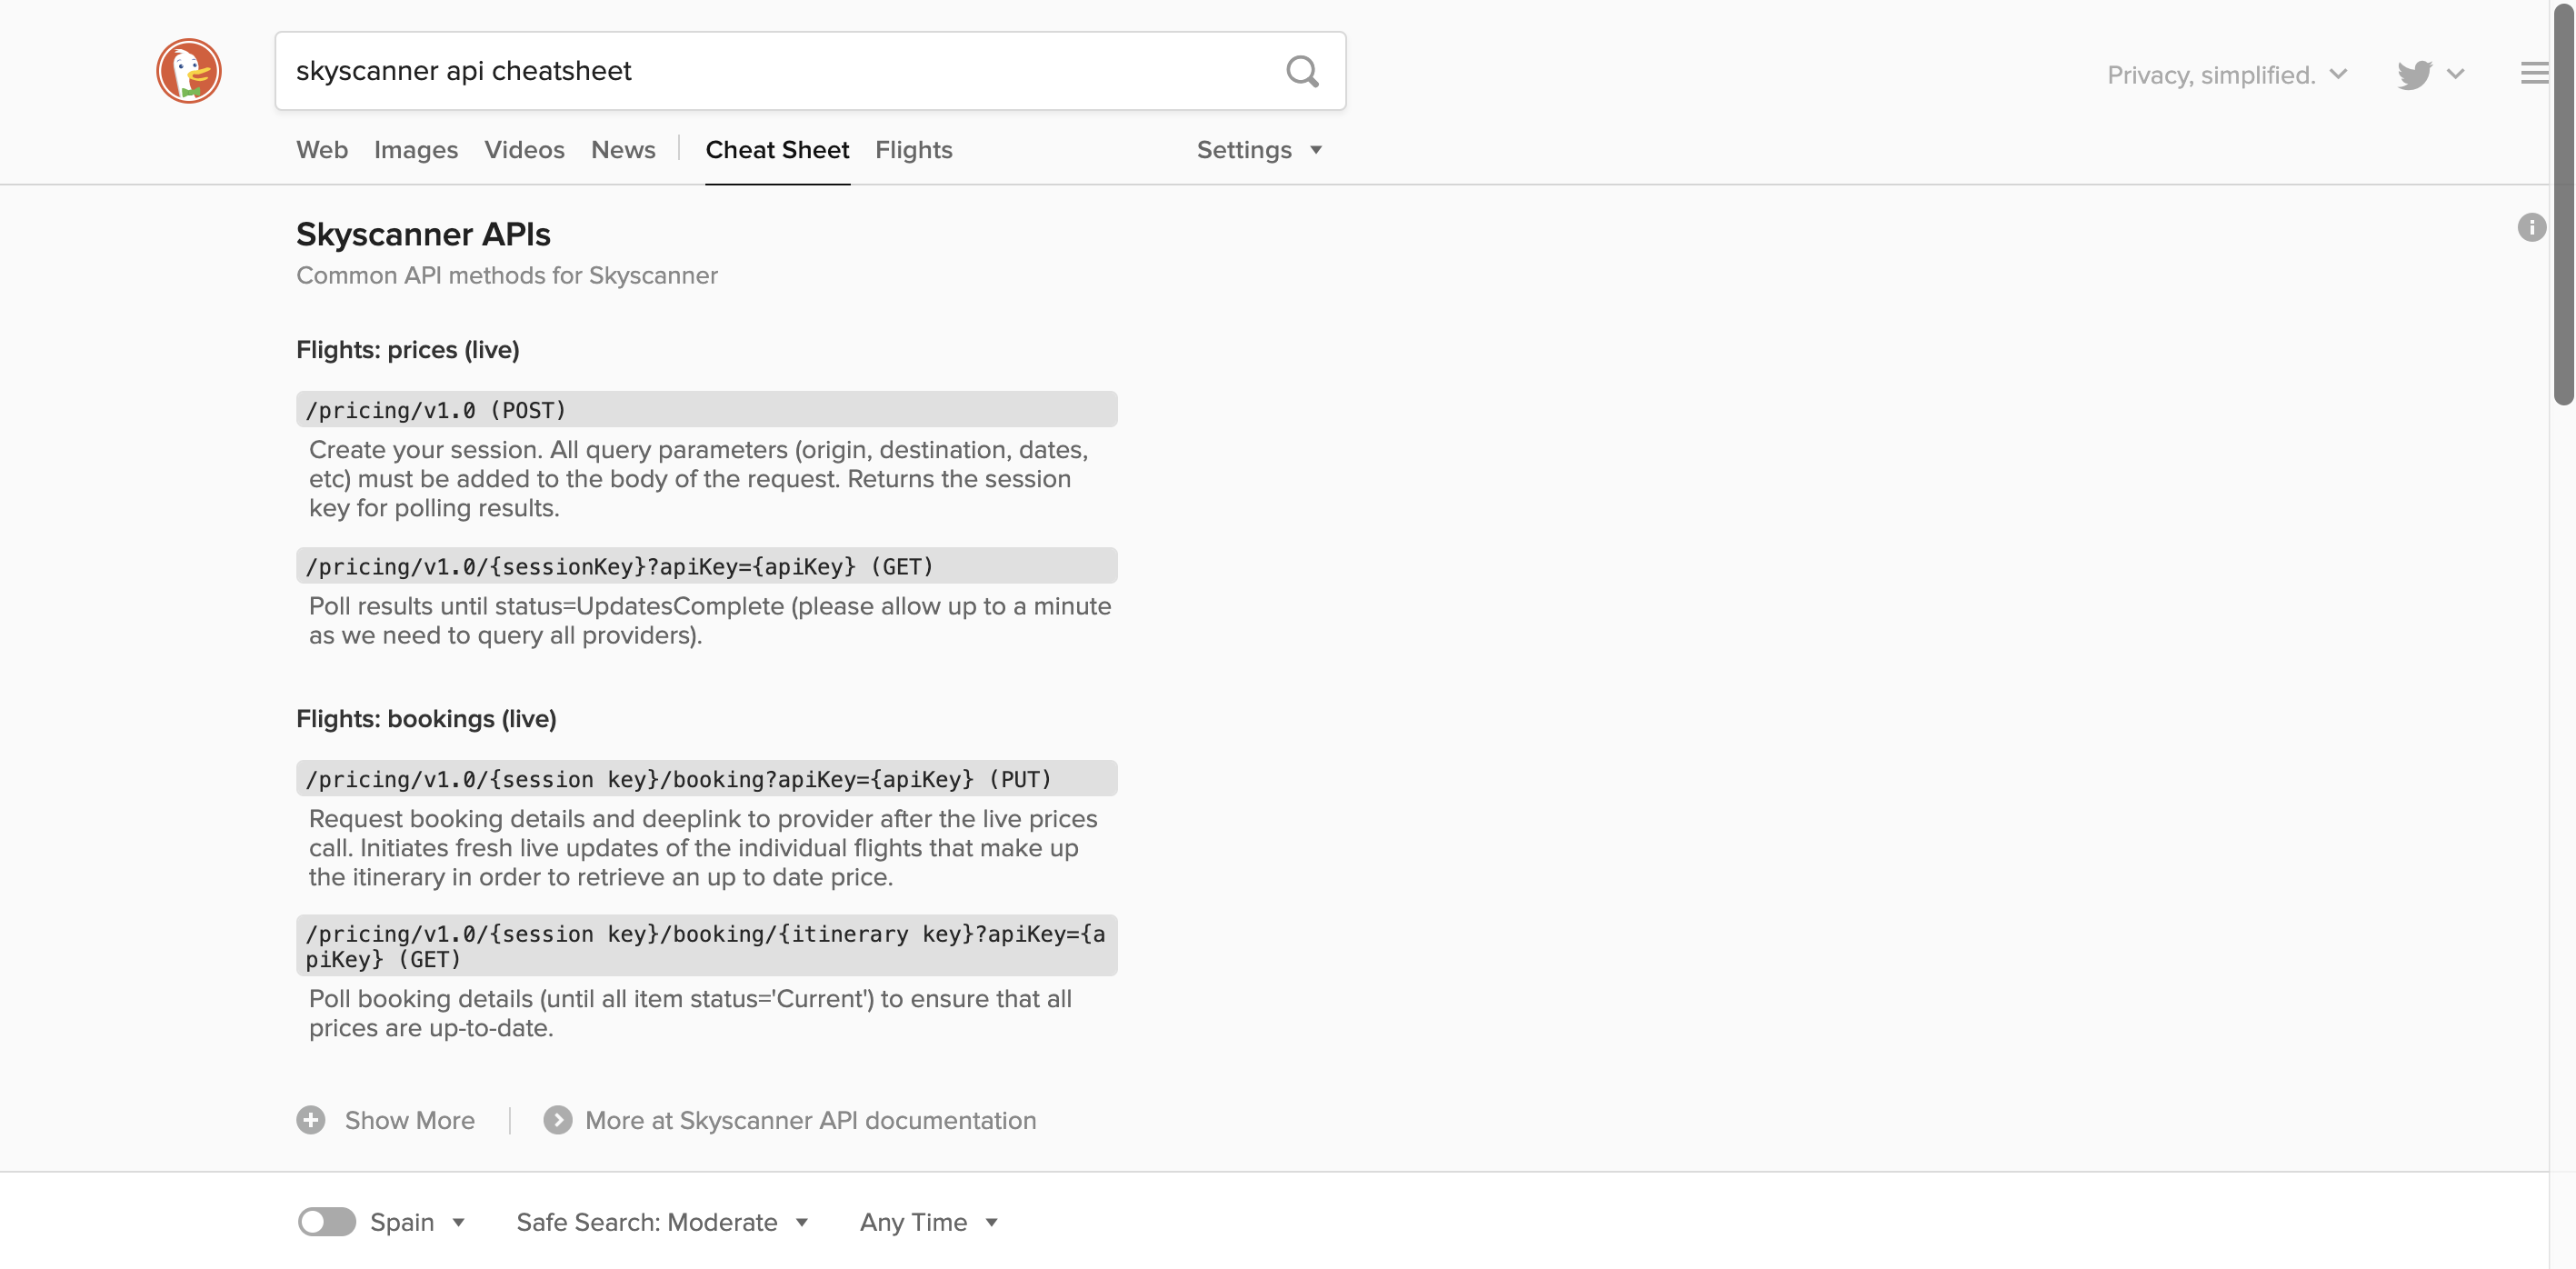 skyscanner api cheatsheet
Privacy, simplified.
Web Images Videos News Cheat Sheet Flights Settings
Skyscanner APIs
Common API methods for Skyscanner
Flights: prices (live)
/pricing/v1.0 (POST)
Create your session. All query parameters (origin, destination, dates,
etc) must be added to the body of the request. Returns the session
key for polling results.
/pricing/v1.0/{sessionKey}?apiKey={apiKey} (GET)
Poll results until status=UpdatesComplete (please allow up to a minute
as we need to query all providers).
Flights: bookings (live)
/pricing/v1.0/{session key}/booking?apiKey={apiKey} (PUT)
Request booking details and deeplink to provider after the live prices
call. Initiates fresh live updates of the individual flights that make up
the itinerary in order to retrieve an up to date price.
/pricing/v1.0/{session key}/booking/{itinerary key}?apiKey={a
piKey} (GET)
Poll booking details (until all item status='Current') to ensure that all
prices are up-to-date.
Show More More at Skyscanner API documentation
Spain Safe Search: Moderate Any Time